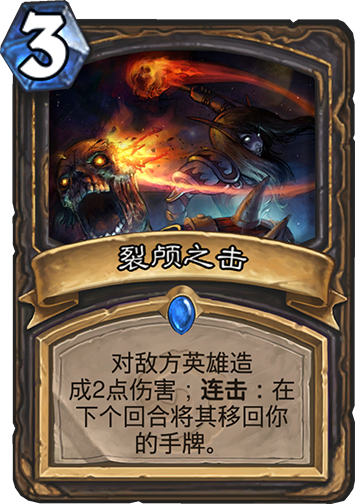 3
裂颅之击
对敌方英雄造
成2点伤害；连击：在
下个回合将其移回你
的手牌。